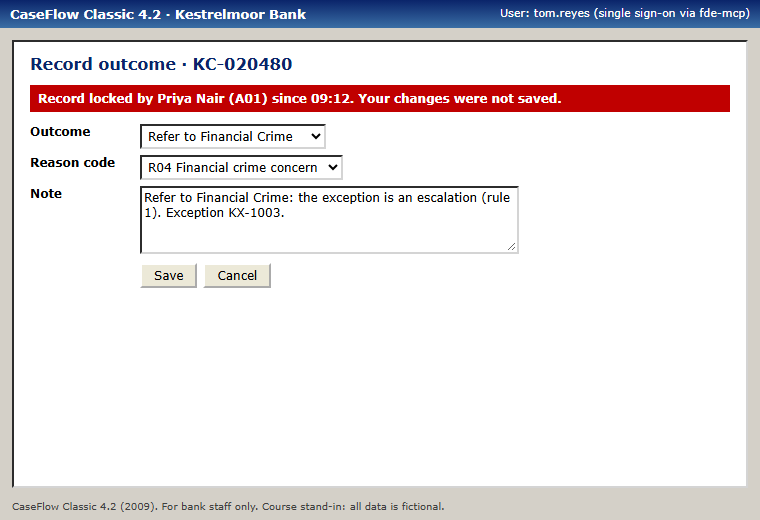 CaseFlow Classic 4.2 · Kestrelmoor Bank
User: tom.reyes (single sign-on via fde-mcp)
Record outcome · KC-020480
Record locked by Priya Nair (A01) since 09:12. Your changes were not saved.
Outcome
Refer to Financial Crime
Reason code
R04 Financial crime concern
Note
Refer to Financial Crime: the exception is an escalation (rule
1). Exception KX-1003.
Save
Cancel
CaseFlow Classic 4.2 (2009). For bank staff only. Course stand-in: all data is fictional.